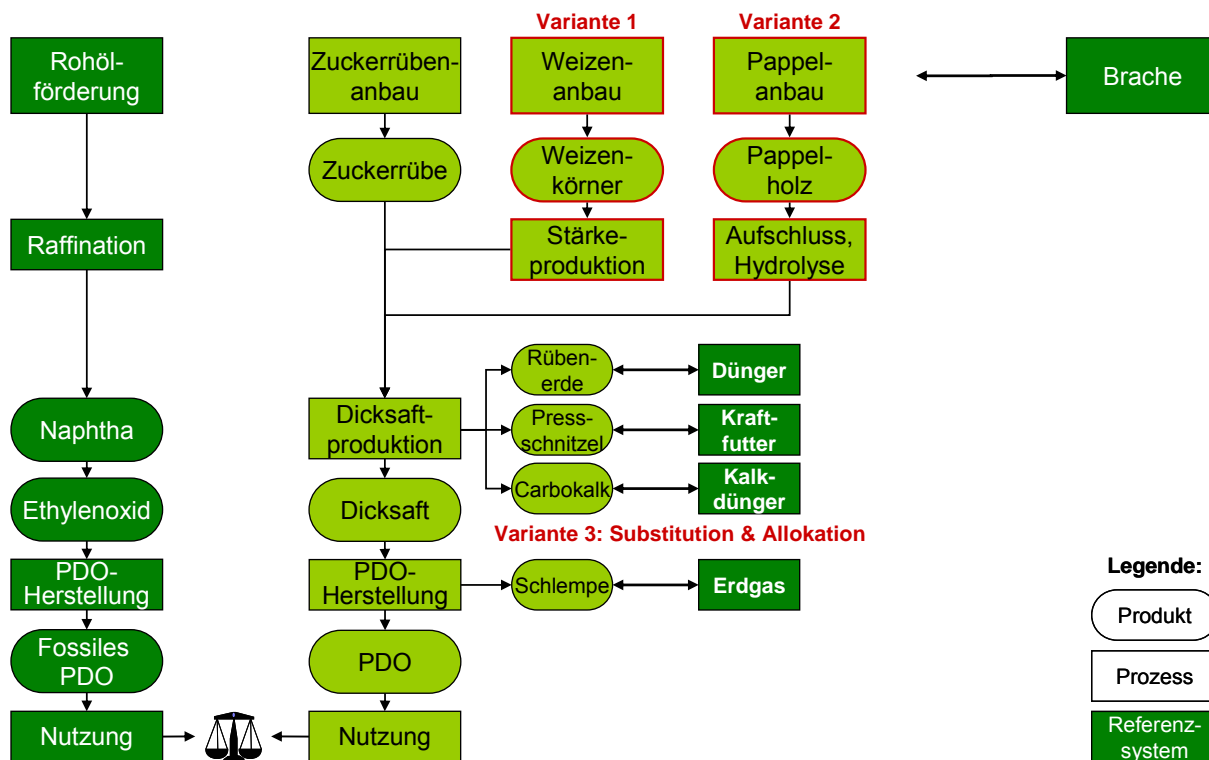 Variante 1
Variante 2
Rohöl-
förderung
Zuckerrüben-
anbau
Weizen-
anbau
Pappel-
anbau
Brache
Zuckerrübe
Weizen-
körner
Pappel-
holz
Raffination
Stärke-
produktion
Aufschluss,
Hydrolyse
Naphtha
Dicksaft-
produktion
Rüben-
erde
Dünger
Press-
schnitzel
Kraft-
futter
Carbokalk
Kalk-
dünger
Ethylenoxid
Dicksaft
Variante 3: Substitution & Allokation
PDO-
Herstellung
PDO-
Herstellung
Schlempe
Erdgas
Fossiles
PDO
PDO
Nutzung
Nutzung
Legende:
Produkt
Prozess
Referenz-
system